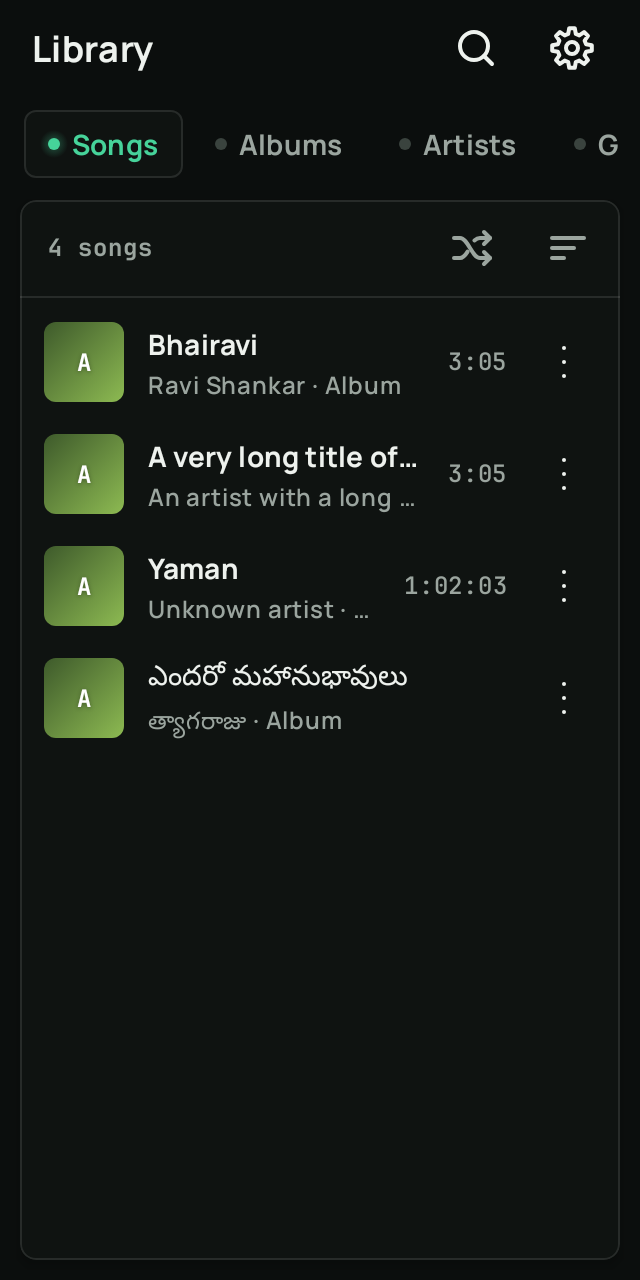 Library
Songs
Albums
Artists
G
4 songs
A
Bhairavi
Ravi Shankar · Album
3:05
A
A very long title of…
An artist with a long …
3:05
A
Yaman
Unknown artist · …
1:02:03
A
ఎందరో మహానుభావులు
త్యాగరాజు · Album